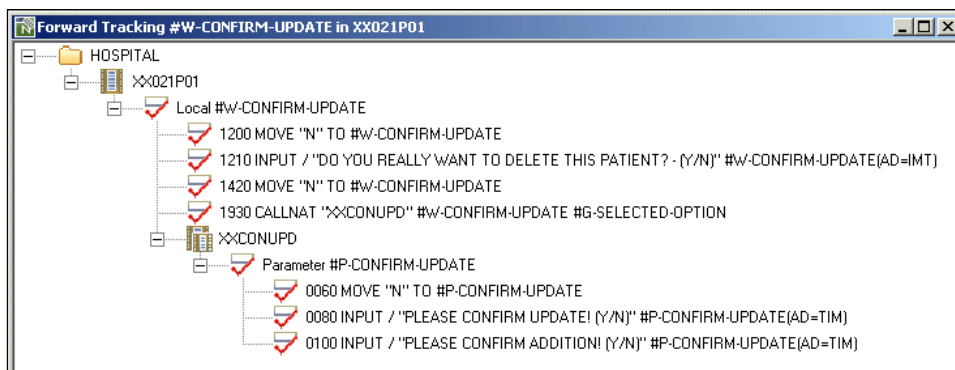 Forward Tracking #W-CONFIRM-UPDATE in XX021P01
HOSPITAL
XX021P01
Local #W-CONFIRM-UPDATE
1200 MOVE "N" TO #W-CONFIRM-UPDATE
1210 INPUT / "DO YOU REALLY WANT TO DELETE THIS PATIENT? - (Y/N)" #W-CONFIRM-UPDATE(AD=IMT)
1420 MOVE "N" TO #W-CONFIRM-UPDATE
1930 CALLNAT "XXCONUPD" #W-CONFIRM-UPDATE #G-SELECTED-OPTION
XXCONUPD
Parameter #P-CONFIRM-UPDATE
0060 MOVE "N" TO #P-CONFIRM-UPDATE
0080 INPUT / "PLEASE CONFIRM UPDATE! (Y/N)" #P-CONFIRM-UPDATE(AD=TIM)
0100 INPUT / "PLEASE CONFIRM ADDITION! (Y/N)" #P-CONFIRM-UPDATE(AD=TIM)